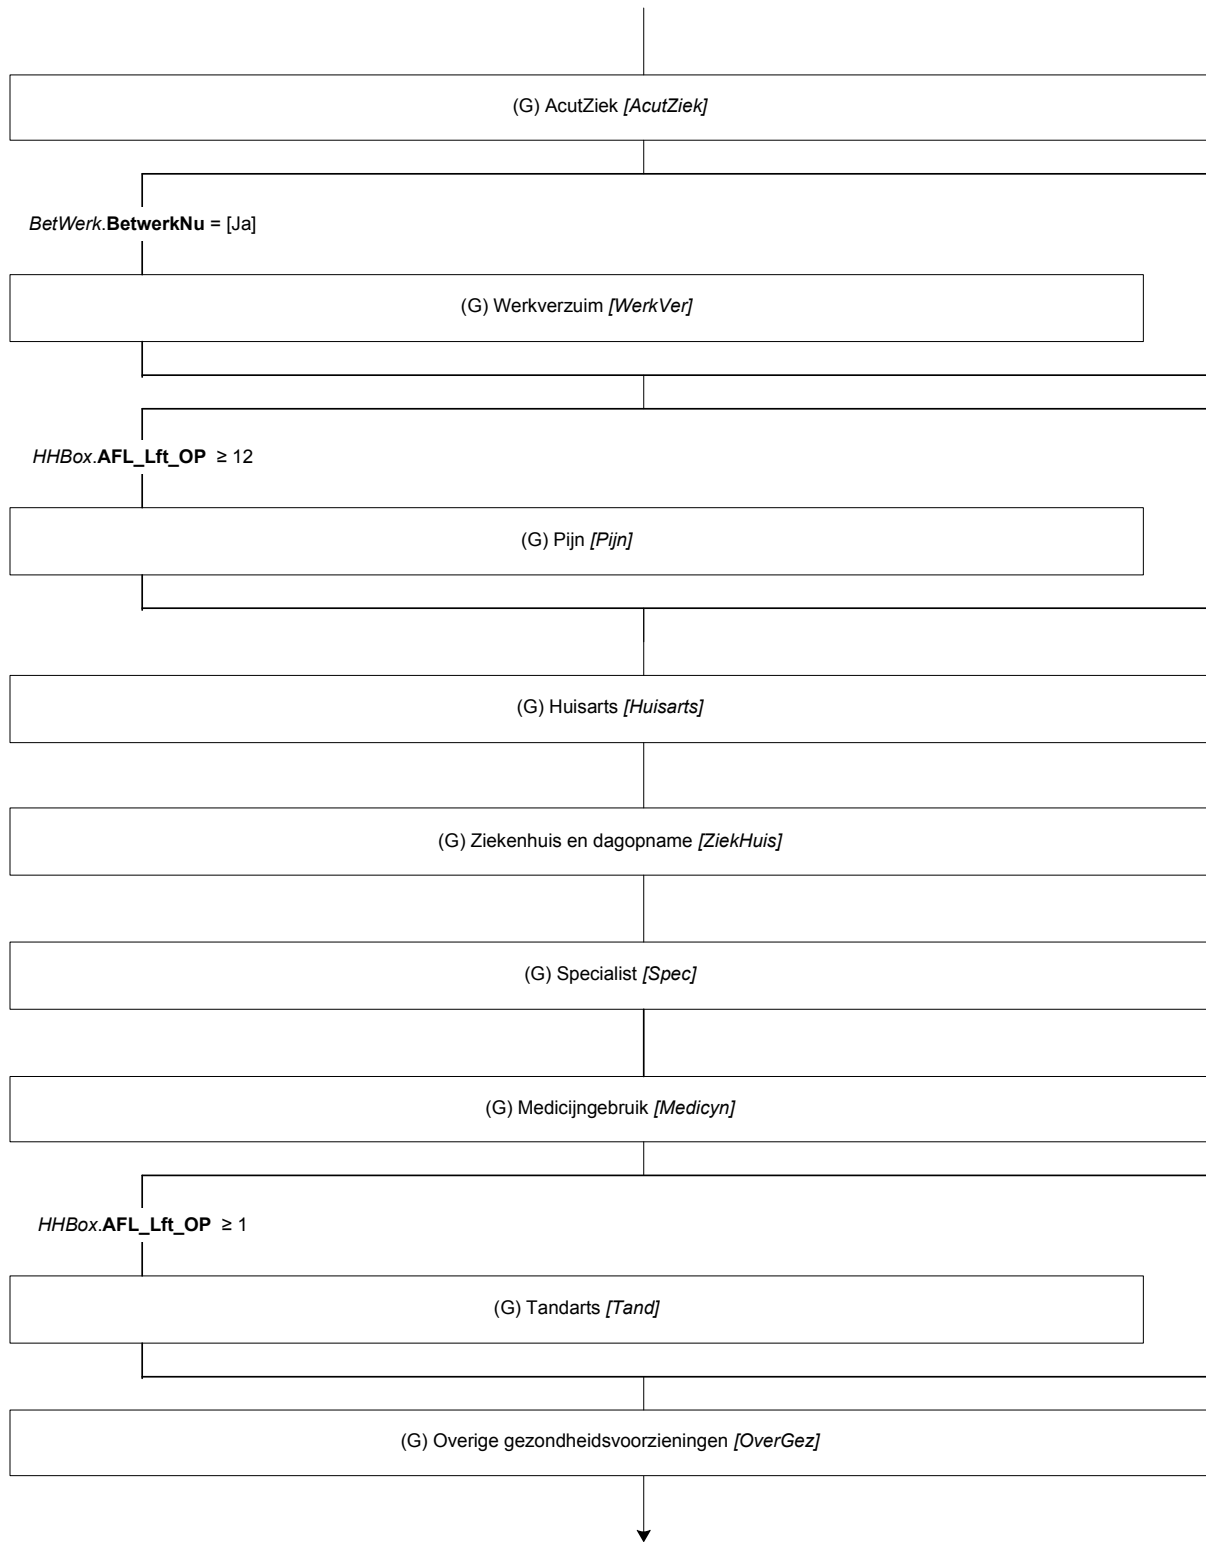 (G) AcutZiek [AcutZiek]
BetWerk.BetwerkNu = [Ja]
(G) Werkverzuim [WerkVer]
HHBox.AFL_Lft_OP ≥ 12
(G) Pijn [Pijn]
(G) Huisarts [Huisarts]
(G) Ziekenhuis en dagopname [ZiekHuis]
(G) Specialist [Spec]
(G) Medicijngebruik [Medicyn]
HHBox.AFL_Lft_OP ≥ 1
(G) Tandarts [Tand]
(G) Overige gezondheidsvoorzieningen [OverGez]